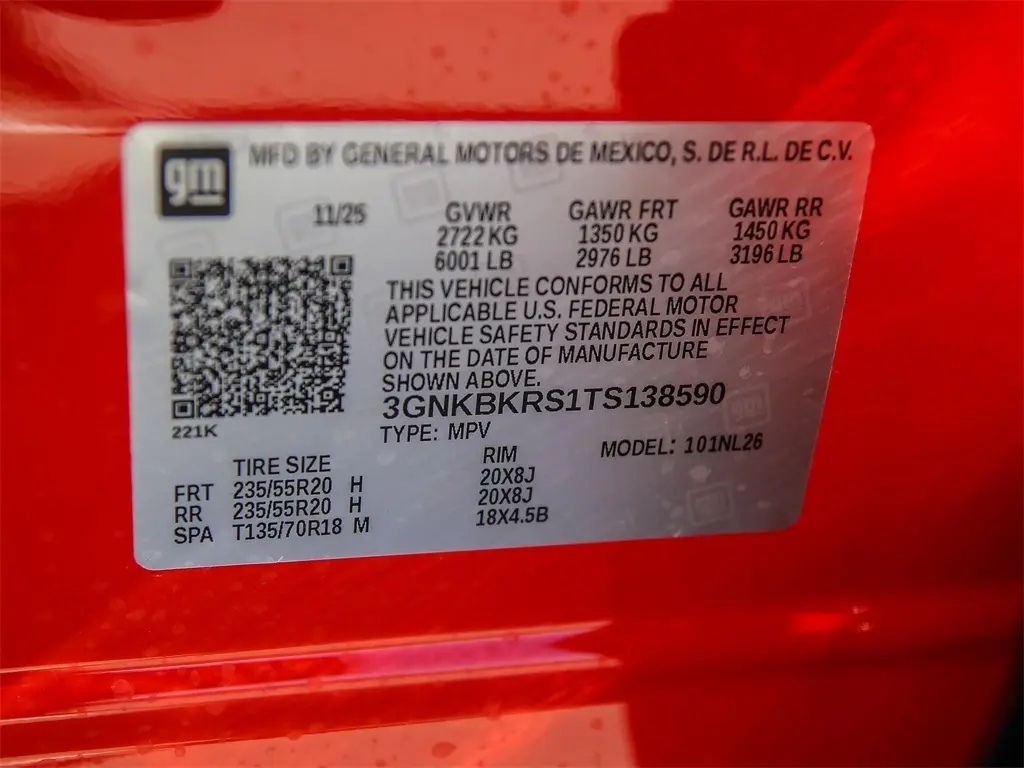 gm
MFD BY GENERAL MOTORS DE MEXICO, S. DE R.L. DE C.V.
11/25 GVWR GAWR FRT GAWR RR
2722 KG 1350 KG 1450 KG
6001 LB 2976 LB 3196 LB
THIS VEHICLE CONFORMS TO ALL
APPLICABLE U.S. FEDERAL MOTOR
VEHICLE SAFETY STANDARDS IN EFFECT
ON THE DATE OF MANUFACTURE
SHOWN ABOVE.
3GNKBKRS1TS138590
221K
TYPE: MPV MODEL: 101NL26
TIRE SIZE RIM
FRT 235/55R20 H 20X8J
RR 235/55R20 H 20X8J
SPA T135/70R18 M 18X4.5B